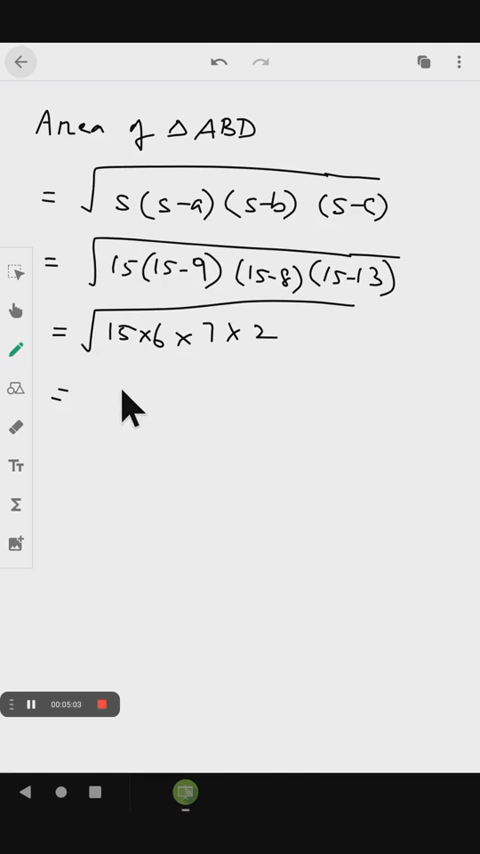 Area of △ABD
= √s(s-a)(s-b) (s-c)
= √15(15-9)(15-8)(15-13)
= √15×6×7×2
=
Tт
Σ
00:05:03